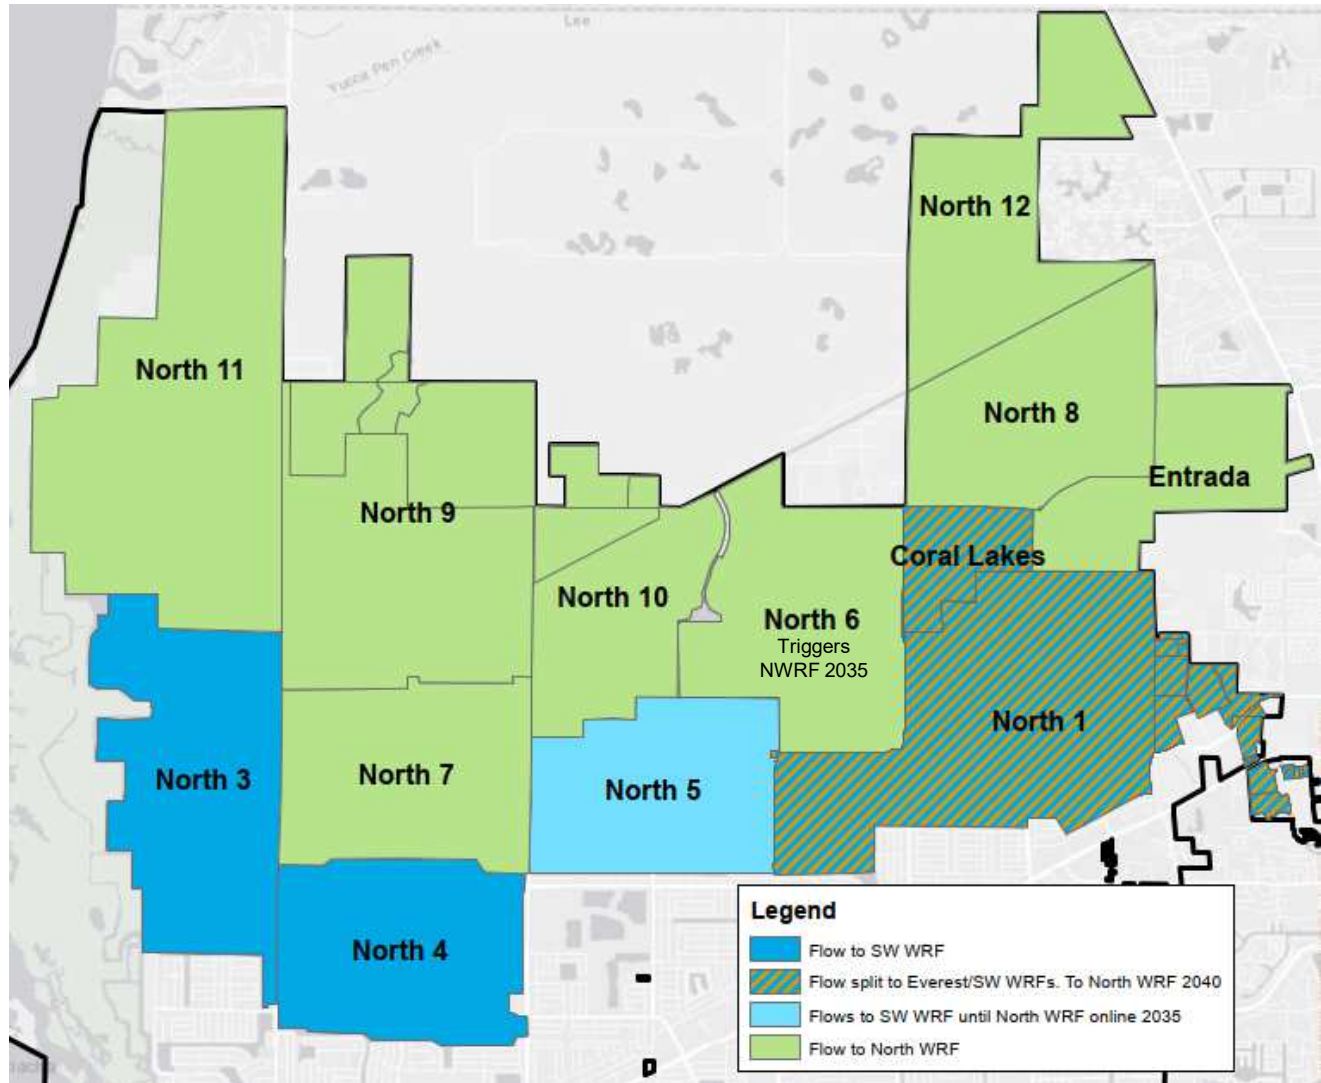 Lee
Yucca Pen Creek
North 12
North 11
North 8
Entrada
North 9
Coral Lakes
North 10
North 6
Triggers
NWRF 2035
North 1
North 3
North 7
North 5
North 4
Legend
Flow to SW WRF
Flow split to Everest/SW WRFs. To North WRF 2040
Flows to SW WRF until North WRF online 2035
Flow to North WRF